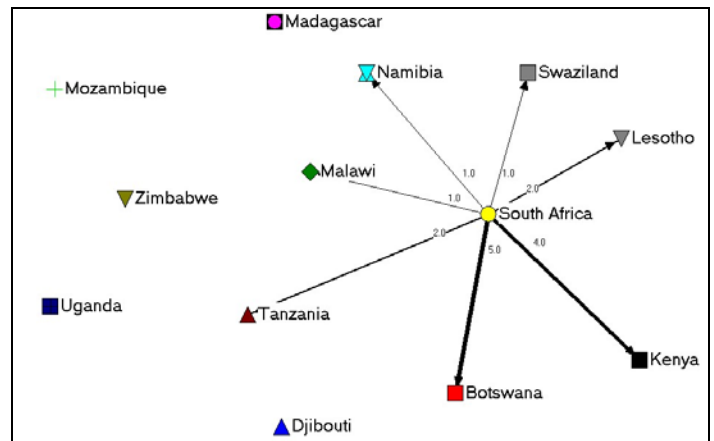 Madagascar
Namibia
Swaziland
Mozambique
Lesotho
Malawi
1.0
1.0
2.0
Zimbabwe
1.0
South Africa
2.0
5.0
4.0
Uganda
Tanzania
Kenya
Botswana
Djibouti